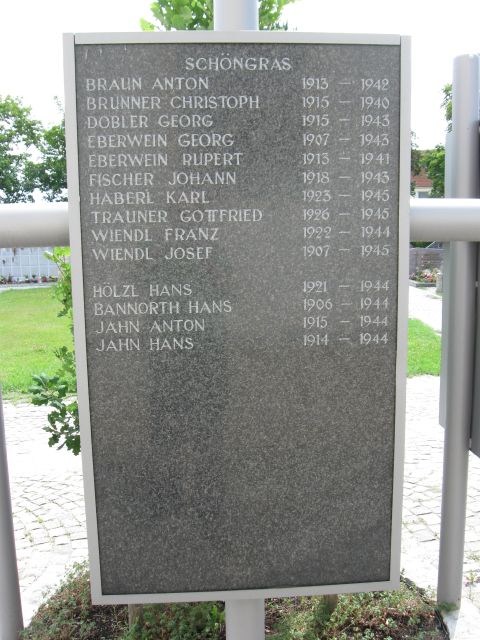 SCHÖNGRAS
BRAUN ANTON 1913 – 1942
BRUNNER CHRISTOPH 1915 – 1940
DOBLER GEORG 1915 – 1943
EBERWEIN GEORG 1907 – 1943
EBERWEIN RUPERT 1913 – 1941
FISCHER JOHANN 1918 – 1943
HABERL KARL 1923 – 1945
TRAUNER GOTTFRIED 1926 – 1945
WIENDL FRANZ 1922 – 1944
WIENDL JOSEF 1907 – 1945
HÖLZL HANS 1921 – 1944
BANNORTH HANS 1906 – 1944
JAHN ANTON 1915 – 1944
JAHN HANS 1914 – 1944